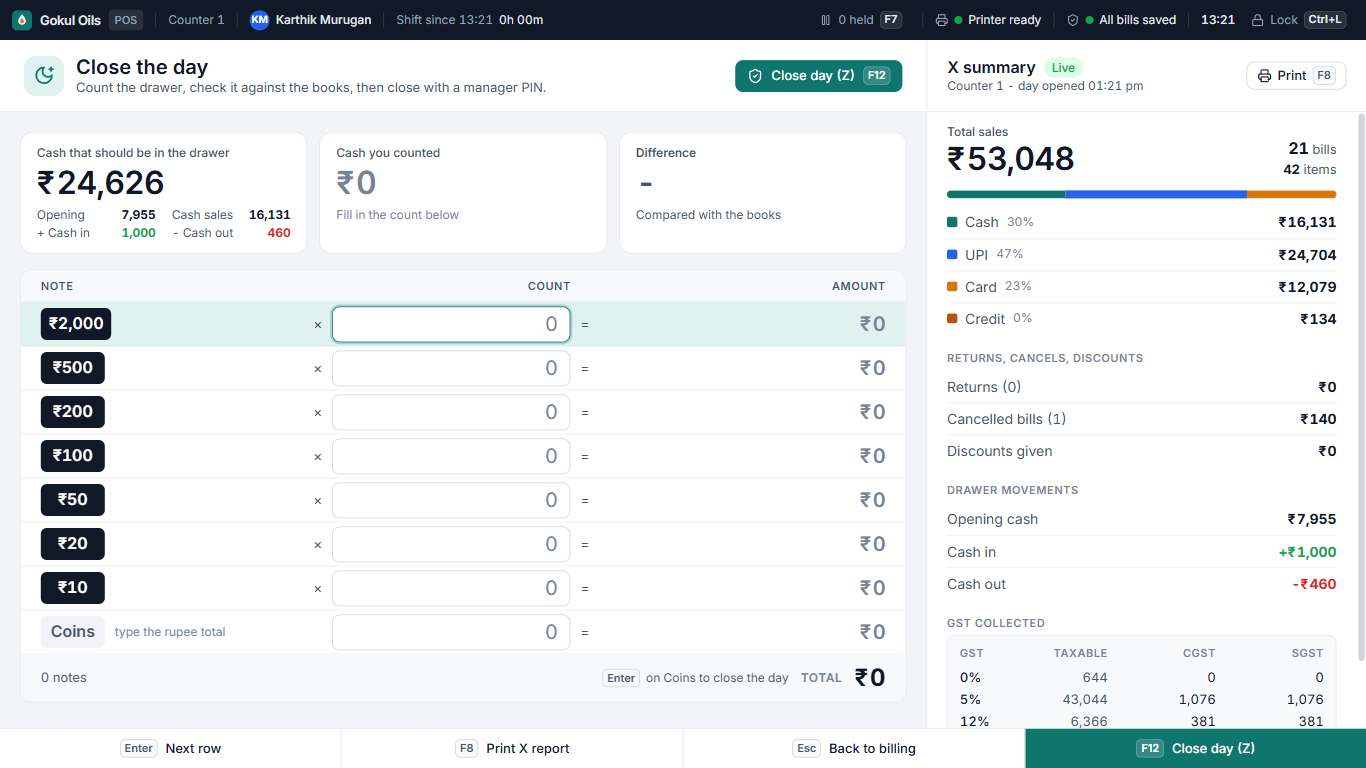 Gokul Oils POS Counter 1 KM Karthik Murugan Shift since 13:21 0h 00m 0 held F7 Printer ready All bills saved 13:21 Lock Ctrl+L
Close the day
Count the drawer, check it against the books, then close with a manager PIN.
Close day (Z) F12
Cash that should be in the drawer
₹24,626
Opening 7,955 Cash sales 16,131
+ Cash in 1,000 - Cash out 460
Cash you counted
₹0
Fill in the count below
Difference
-
Compared with the books
NOTE COUNT AMOUNT
₹2,000 × 0 = ₹0
₹500 × 0 = ₹0
₹200 × 0 = ₹0
₹100 × 0 = ₹0
₹50 × 0 = ₹0
₹20 × 0 = ₹0
₹10 × 0 = ₹0
Coins type the rupee total 0 = ₹0
0 notes Enter on Coins to close the day TOTAL ₹0
X summary Live
Counter 1 - day opened 01:21 pm
Print F8
Total sales
₹53,048
21 bills
42 items
Cash 30% ₹16,131
UPI 47% ₹24,704
Card 23% ₹12,079
Credit 0% ₹134
RETURNS, CANCELS, DISCOUNTS
Returns (0) ₹0
Cancelled bills (1) ₹140
Discounts given ₹0
DRAWER MOVEMENTS
Opening cash ₹7,955
Cash in +₹1,000
Cash out -₹460
GST COLLECTED
GST TAXABLE CGST SGST
0% 644 0 0
5% 43,044 1,076 1,076
12% 6,366 381 381
Enter Next row F8 Print X report Esc Back to billing F12 Close day (Z)